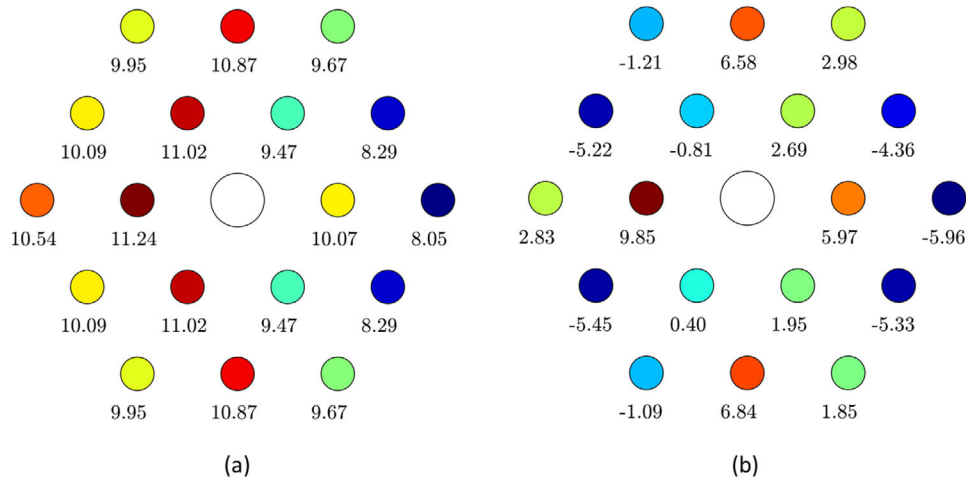 9.95 10.87 9.67
10.09 11.02 9.47 8.29
10.54 11.24 10.07 8.05
10.09 11.02 9.47 8.29
9.95 10.87 9.67
(a)
-1.21 6.58 2.98
-5.22 -0.81 2.69 -4.36
2.83 9.85 5.97 -5.96
-5.45 0.40 1.95 -5.33
-1.09 6.84 1.85
(b)